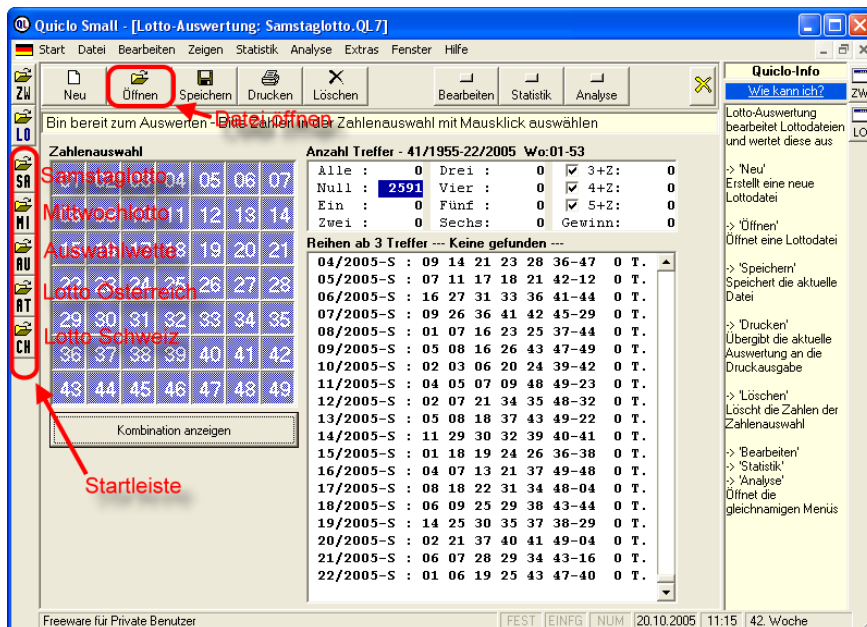 Quiclo Small - [Lotto-Auswertung: Samstaglotto.QL7]
Start Datei Bearbeiten Zeigen Statistik Analyse Extras Fenster Hilfe
Neu Öffnen Speichern Drucken Löschen Bearbeiten Statistik Analyse
Datei öffnen
Bin bereit zum Auswerten - Bitte Zahlen in der Zahlenauswahl mit Mausklick auswählen
ZW
LO
SA
MI
AU
AT
CH
Startleiste
Zahlenauswahl
Samstaglotto
Mittwochlotto
Auswahlwette
Lotto Österreich
Lotto Schweiz
04 05 06 07
11 12 13 14
18 19 20 21
25 26 27 28
29 30 31 32 33 34 35
36 37 38 39 40 41 42
43 44 45 46 47 48 49
Kombination anzeigen
Anzahl Treffer - 41/1955-22/2005 Wo:01-53
Alle : 0 Drei : 0 3+Z: 0
Null : 2591 Vier : 0 4+Z: 0
Ein : 0 Fünf : 0 5+Z: 0
Zwei : 0 Sechs: 0 Gewinn: 0
Reihen ab 3 Treffer --- Keine gefunden ---
04/2005-S : 09 14 21 23 28 36-47 0 T.
05/2005-S : 07 11 17 18 21 42-12 0 T.
06/2005-S : 16 27 31 33 36 41-44 0 T.
07/2005-S : 09 26 36 41 42 45-29 0 T.
08/2005-S : 01 07 16 23 25 37-44 0 T.
09/2005-S : 05 08 16 26 43 47-49 0 T.
10/2005-S : 02 03 06 20 24 39-42 0 T.
11/2005-S : 04 05 07 09 48 49-23 0 T.
12/2005-S : 02 07 21 34 35 48-32 0 T.
13/2005-S : 05 08 18 37 43 49-22 0 T.
14/2005-S : 11 29 30 32 39 40-41 0 T.
15/2005-S : 01 18 19 24 26 36-38 0 T.
16/2005-S : 04 07 13 21 37 49-48 0 T.
17/2005-S : 08 18 22 31 34 48-04 0 T.
18/2005-S : 06 09 25 29 38 43-44 0 T.
19/2005-S : 14 25 30 35 37 38-29 0 T.
20/2005-S : 02 21 37 40 41 49-04 0 T.
21/2005-S : 06 07 28 29 34 43-16 0 T.
22/2005-S : 01 06 19 25 43 47-40 0 T.
Quiclo-Info
Wie kann ich?
Lotto-Auswertung
bearbeitet Lottodateien
und wertet diese aus
-> 'Neu'
Erstellt eine neue
Lottodatei
-> 'Öffnen'
Öffnet eine Lottodatei
-> 'Speichern'
Speichert die aktuelle
Datei
-> 'Drucken'
Übergibt die aktuelle
Auswertung an die
Druckausgabe
-> 'Löschen'
Löscht die Zahlen der
Zahlenauswahl
-> 'Bearbeiten'
-> 'Statistik'
-> 'Analyse'
Öffnet die
gleichnamigen Menüs
Freeware für Private Benutzer FEST EINFG NUM 20.10.2005 11:15 42. Woche